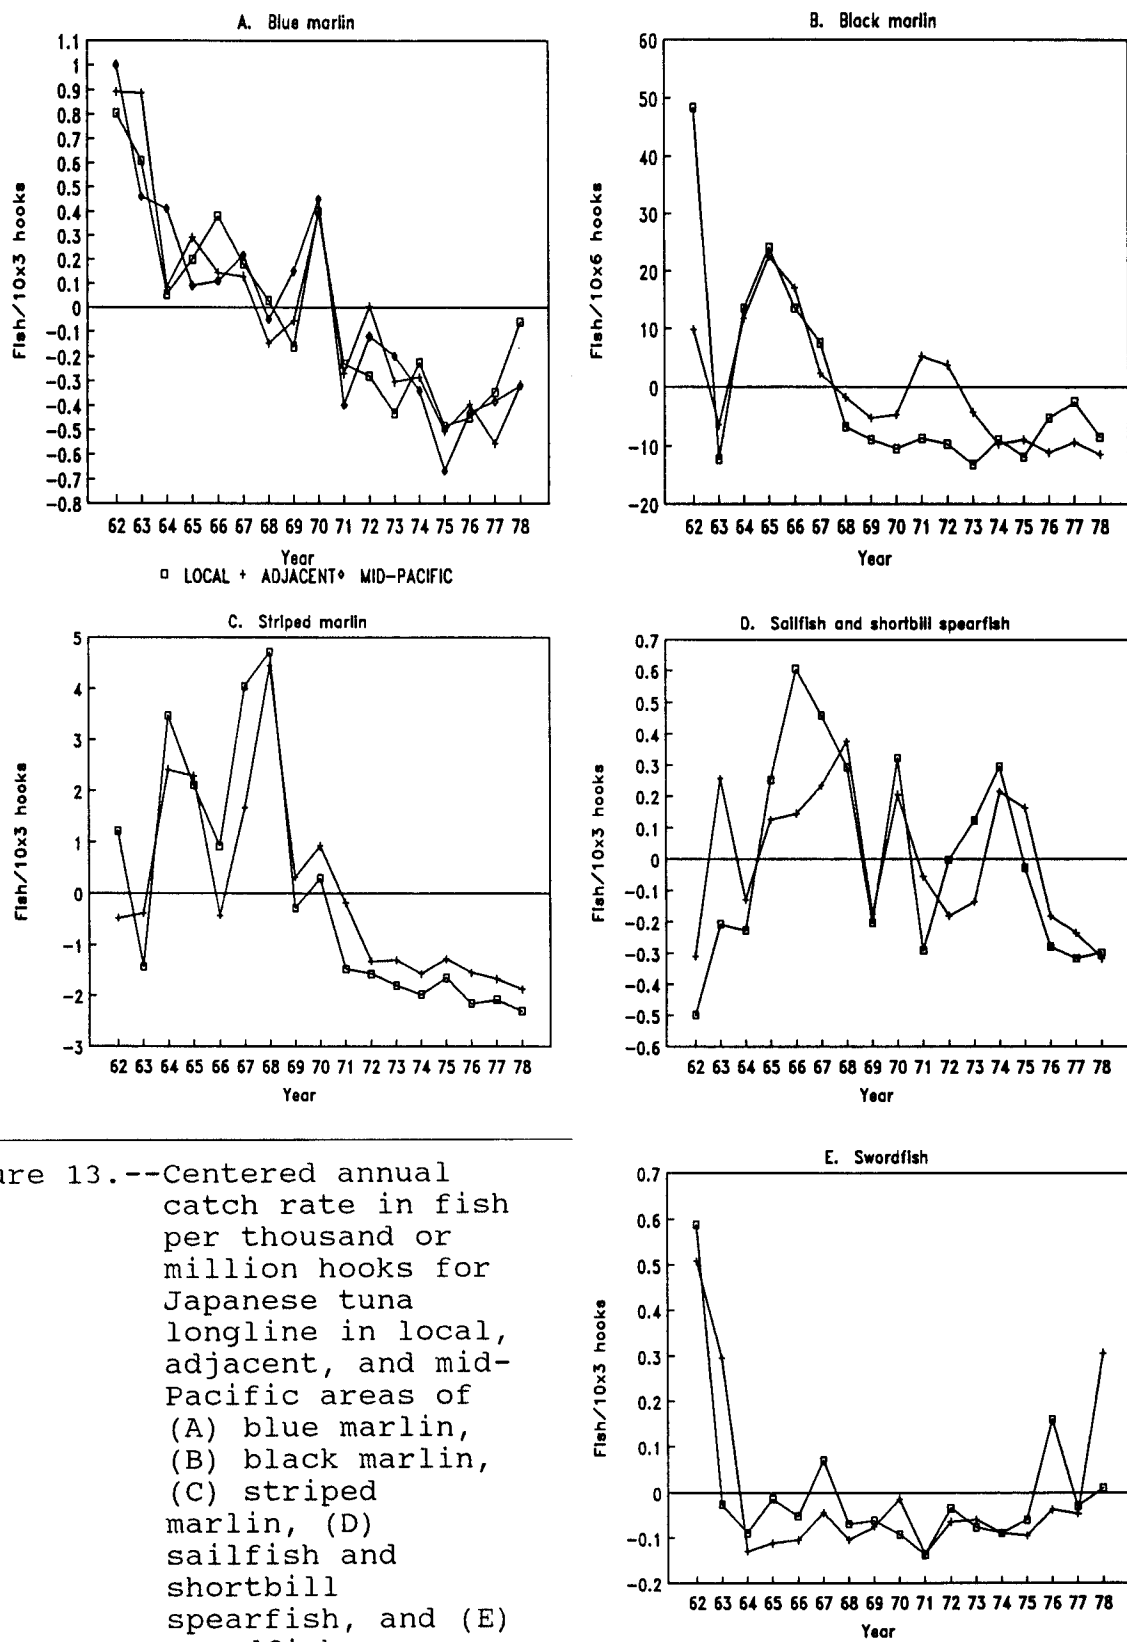 A. Blue marlin
1.1
1
0.9
0.8
0.7
0.6
0.5
0.4
0.3
0.2
0.1
0
-0.1
-0.2
-0.3
-0.4
-0.5
-0.6
-0.7
-0.8
Fish/10x3 hooks
62 63 64 65 66 67 68 69 70 71 72 73 74 75 76 77 78
Year
LOCAL + ADJACENT MID-PACIFIC
B. Black marlin
60
50
40
30
20
10
0
-10
-20
Fish/10x6 hooks
62 63 64 65 66 67 68 69 70 71 72 73 74 75 76 77 78
Year
C. Striped marlin
5
4
3
2
1
0
-1
-2
-3
Fish/10x3 hooks
62 63 64 65 66 67 68 69 70 71 72 73 74 75 76 77 78
Year
D. Sailfish and shortbill spearfish
0.7
0.6
0.5
0.4
0.3
0.2
0.1
0
-0.1
-0.2
-0.3
-0.4
-0.5
-0.6
Fish/10x3 hooks
62 63 64 65 66 67 68 69 70 71 72 73 74 75 76 77 78
Year
ure 13.--Centered annual
catch rate in fish
per thousand or
million hooks for
Japanese tuna
longline in local,
adjacent, and mid-
Pacific areas of
(A) blue marlin,
(B) black marlin,
(C) striped
marlin, (D)
sailfish and
shortbill
spearfish, and (E)
E. Swordfish
0.7
0.6
0.5
0.4
0.3
0.2
0.1
0
-0.1
-0.2
Fish/10x3 hooks
62 63 64 65 66 67 68 69 70 71 72 73 74 75 76 77 78
Year